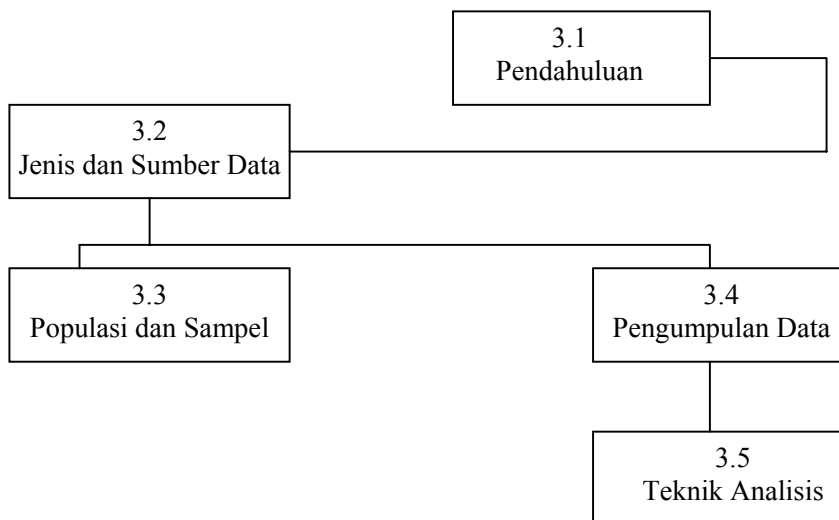 3.1
Pendahuluan
3.2
Jenis dan Sumber Data
3.3
Populasi dan Sampel
3.4
Pengumpulan Data
3.5
Teknik Analisis